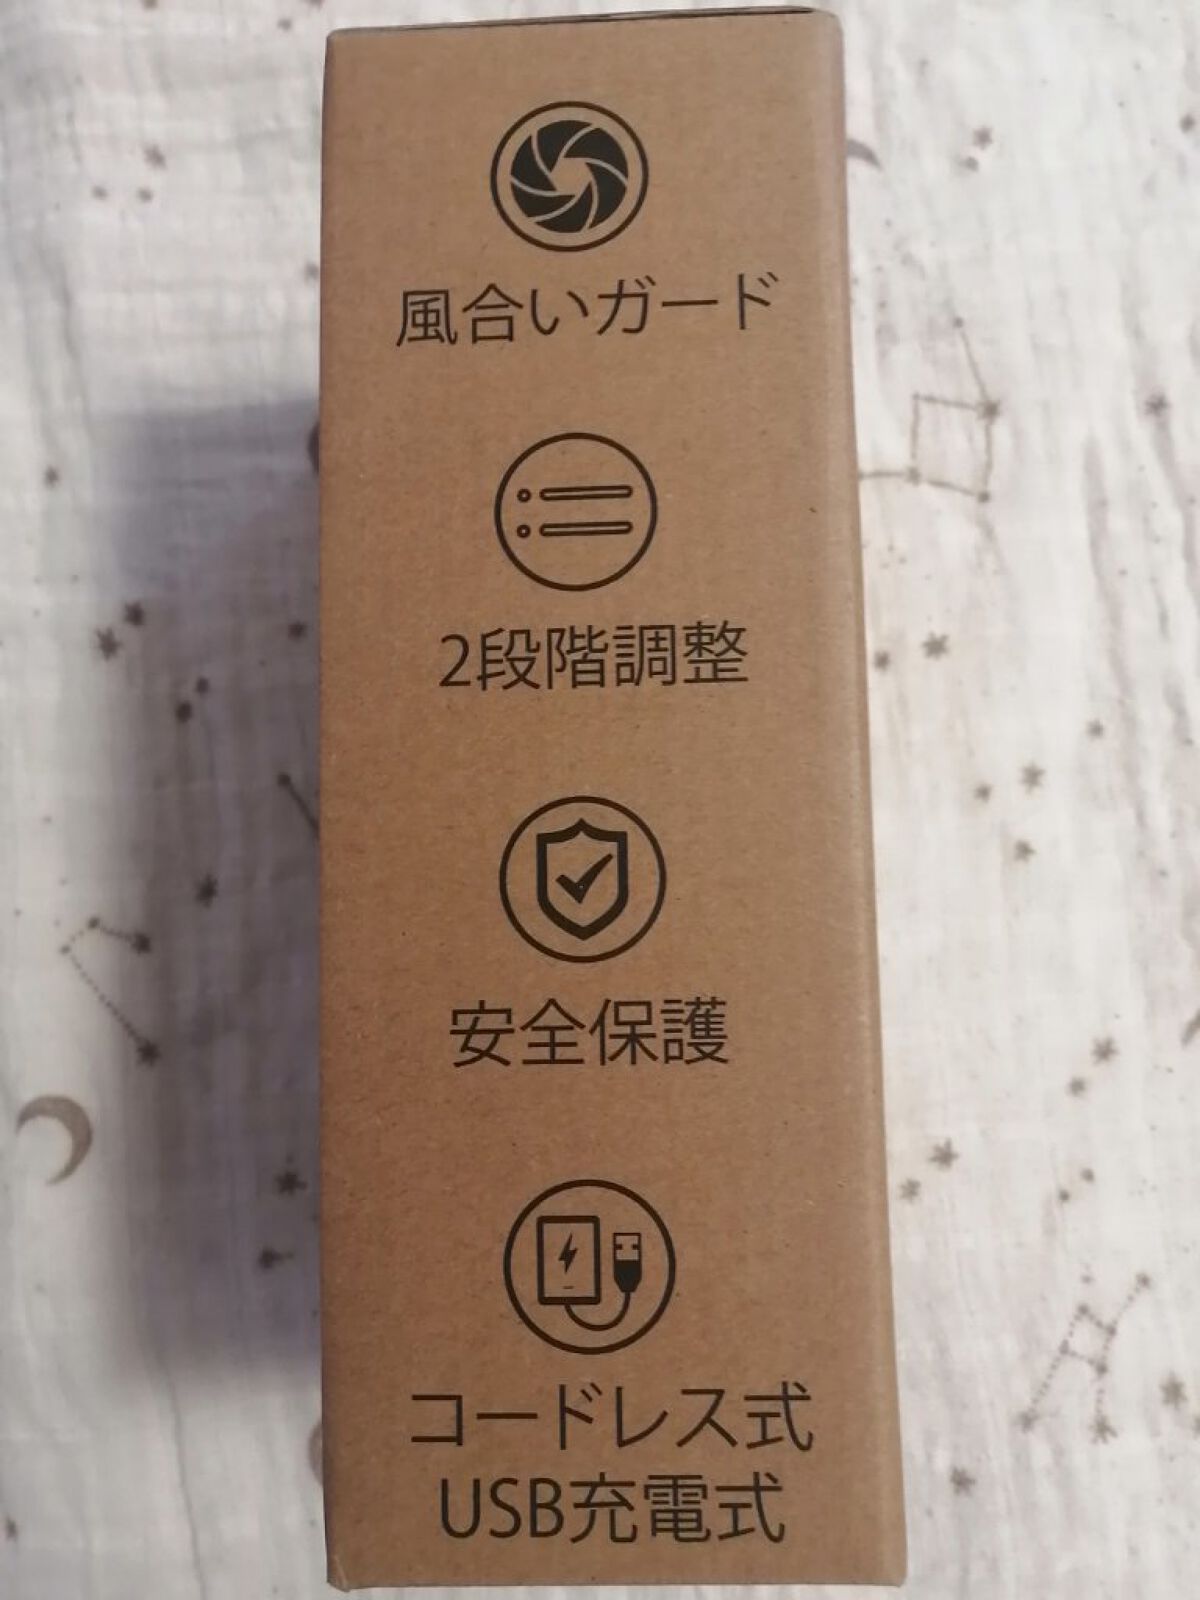 風合いガード
2段階調整
安全保護
コードレス式
USB充電式